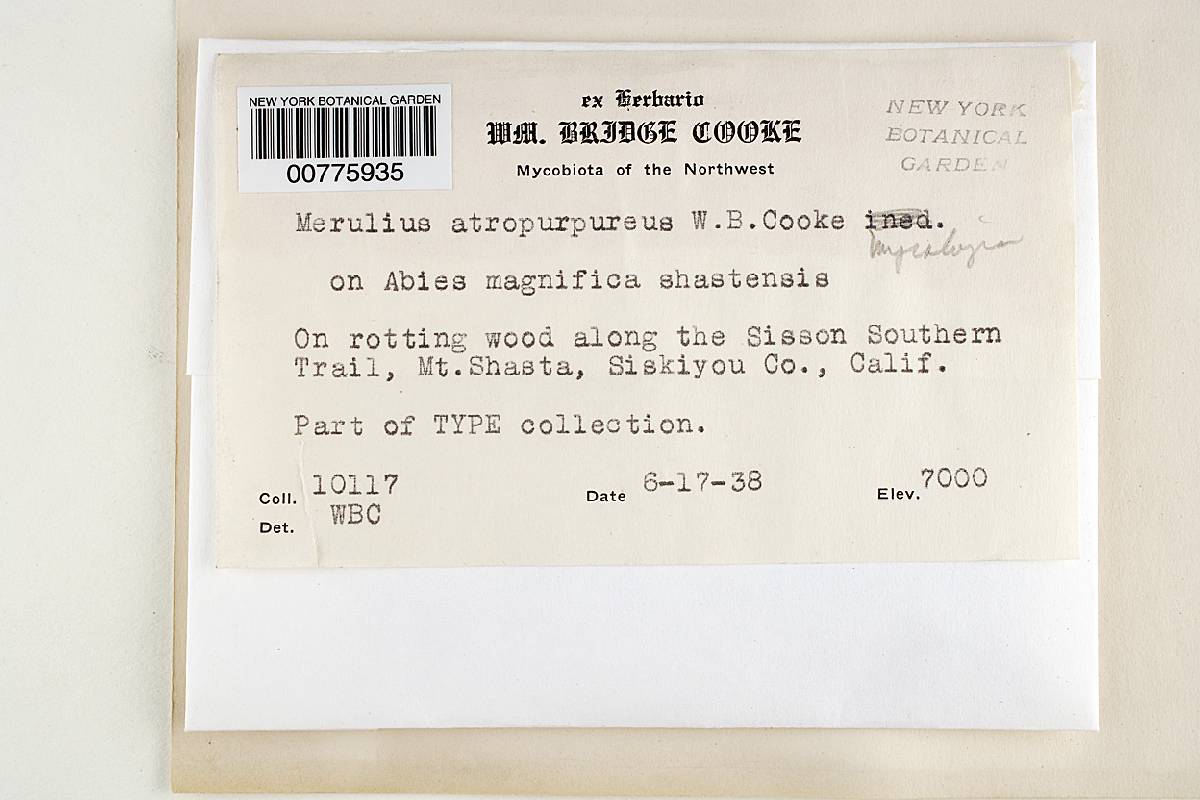 NEW YORK BOTANICAL GARDEN
00775935
ex Herbario
WM. BRIDGE COOKE
Mycobiota of the Northwest
NEW YORK
BOTANICAL
GARDEN
Merulius atropurpureus W.B.Cooke ined.
Mycologia
on Abies magnifica shastensis
On rotting wood along the Sisson Southern
Trail, Mt.Shasta, Siskiyou Co., Calif.
Part of TYPE collection.
Coll. 10117 Date 6-17-38 Elev. 7000
Det. WBC